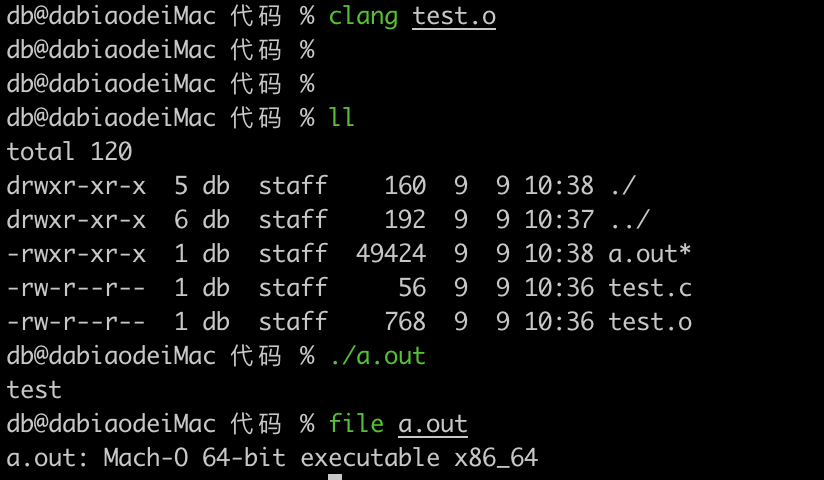 db@dabiaodeiMac 代码 % clang test.o
db@dabiaodeiMac 代码 %
db@dabiaodeiMac 代码 %
db@dabiaodeiMac 代码 % ll
total 120
drwxr-xr-x  5 db  staff    160  9  9 10:38 ./
drwxr-xr-x  6 db  staff    192  9  9 10:37 ../
-rwxr-xr-x  1 db  staff  49424  9  9 10:38 a.out*
-rw-r--r--  1 db  staff     56  9  9 10:36 test.c
-rw-r--r--  1 db  staff    768  9  9 10:36 test.o
db@dabiaodeiMac 代码 % ./a.out
test
db@dabiaodeiMac 代码 % file a.out
a.out: Mach-O 64-bit executable x86_64